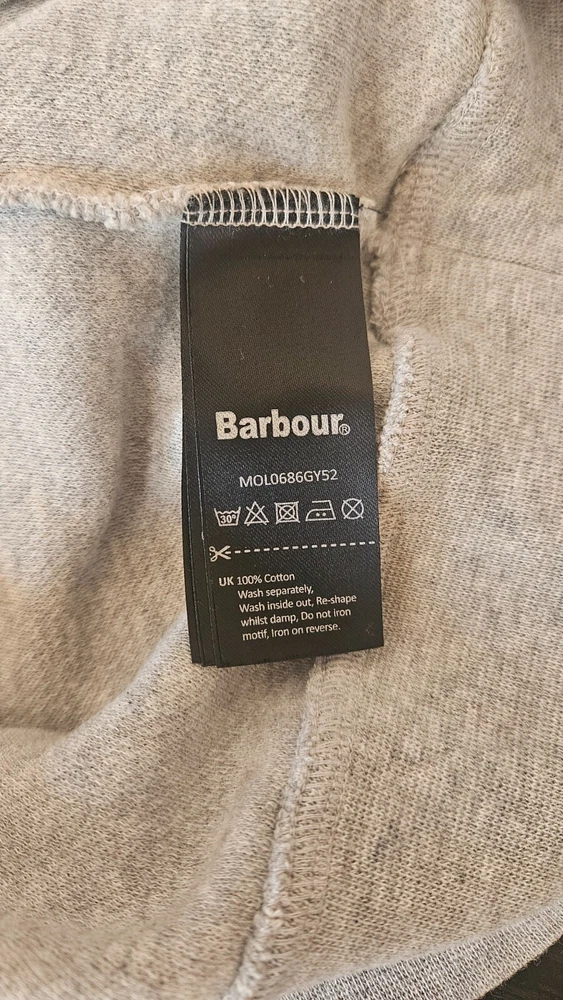 Barbour®
MOL0686GY52
30°
UK 100% Cotton
Wash separately,
Wash inside out, Re-shape
whilst damp, Do not iron
motif, Iron on reverse.